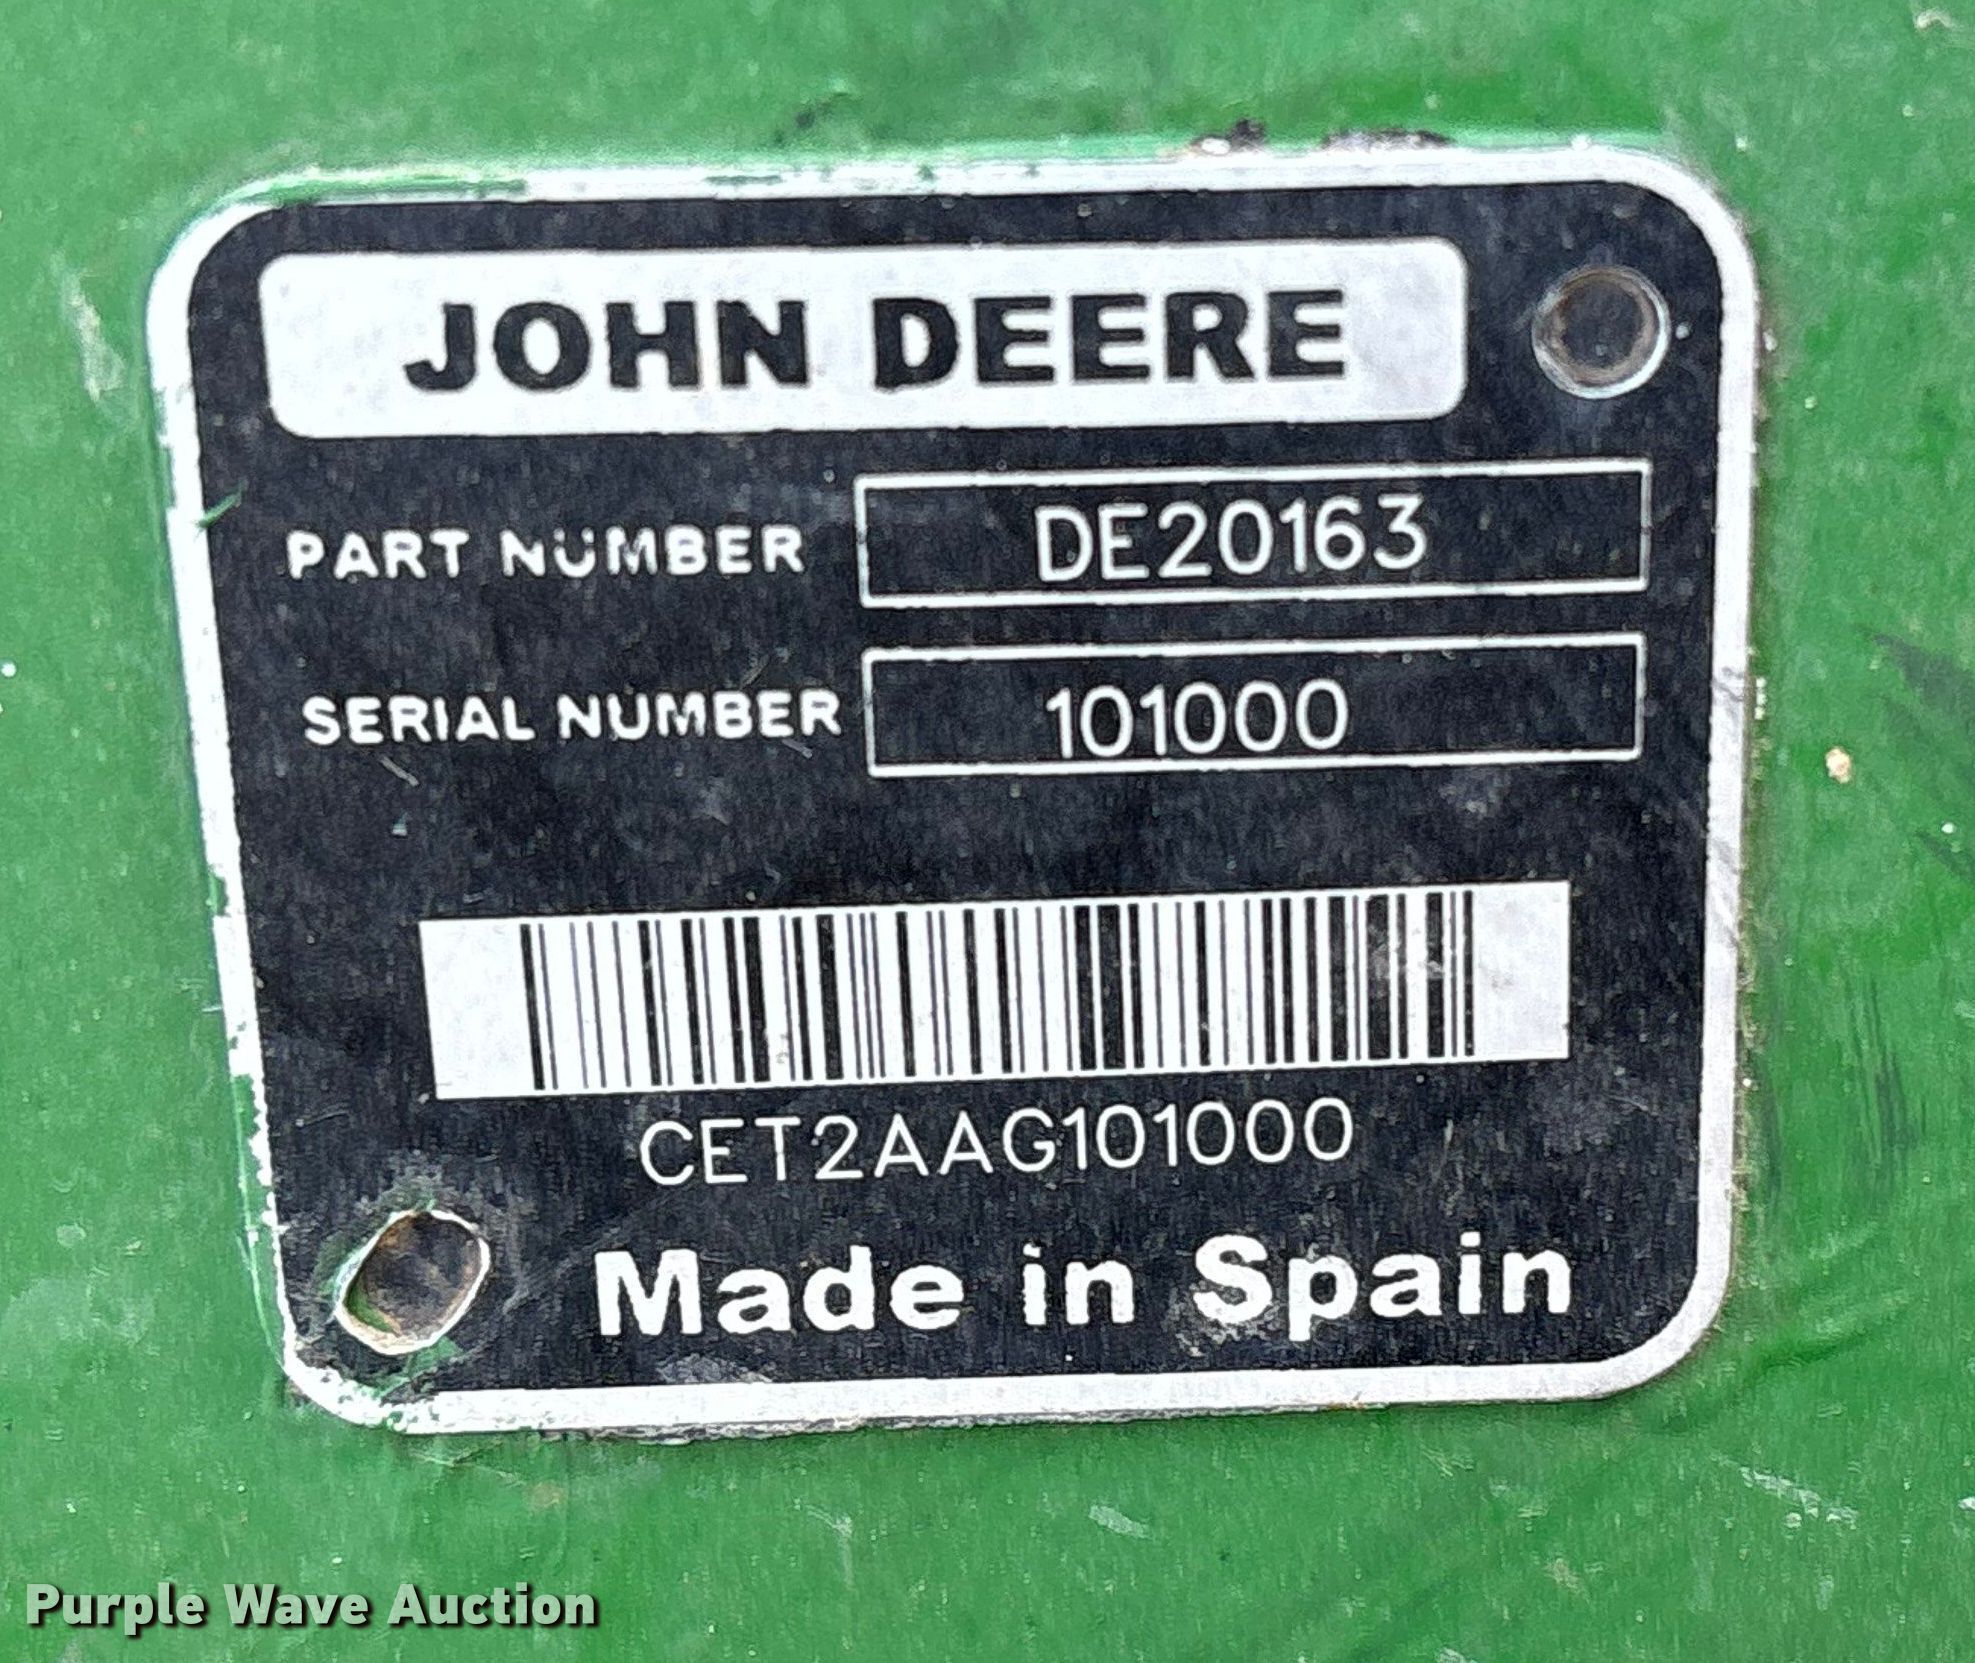 JOHN DEERE
PART NUMBER DE20163
SERIAL NUMBER 101000
CET2AAG101000
Made in Spain
Purple Wave Auction